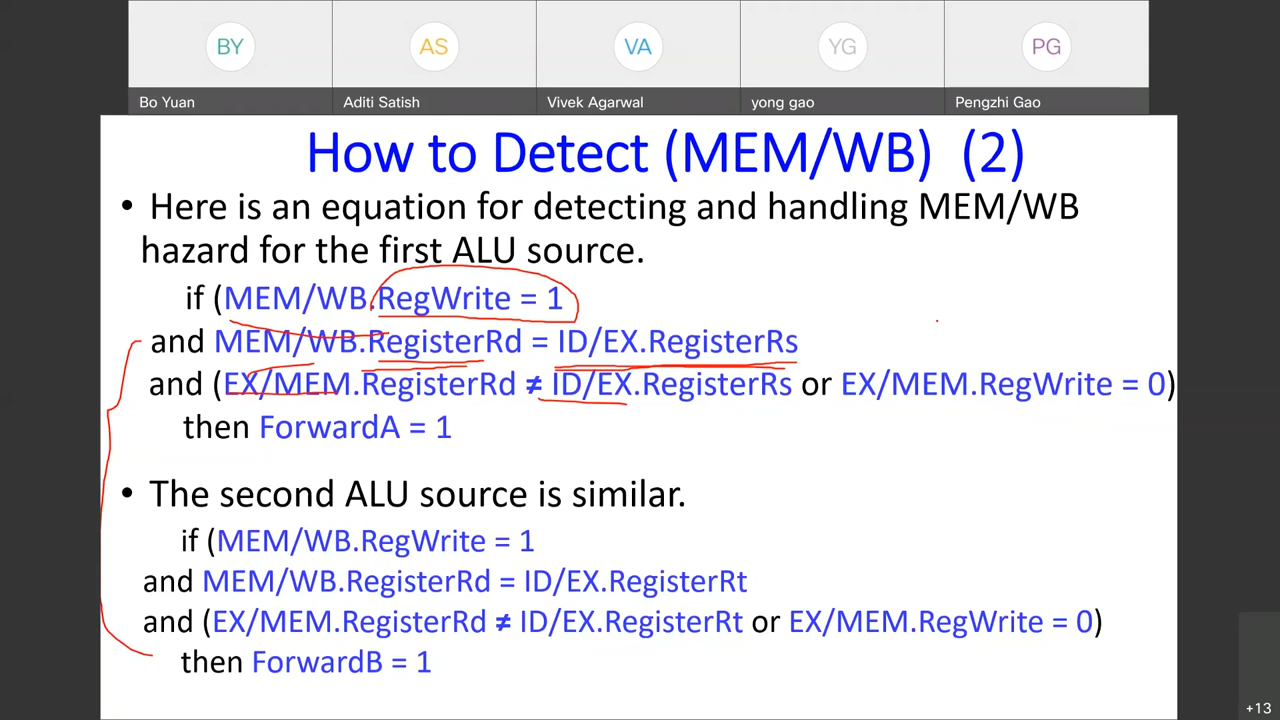 BY AS VA YG PG
Bo Yuan Aditi Satish Vivek Agarwal yong gao Pengzhi Gao
How to Detect (MEM/WB) (2)
• Here is an equation for detecting and handling MEM/WB
hazard for the first ALU source.
if (MEM/WB.RegWrite = 1
and MEM/WB.RegisterRd = ID/EX.RegisterRs
and (EX/MEM.RegisterRd ≠ ID/EX.RegisterRs or EX/MEM.RegWrite = 0)
then ForwardA = 1
• The second ALU source is similar.
if (MEM/WB.RegWrite = 1
and MEM/WB.RegisterRd = ID/EX.RegisterRt
and (EX/MEM.RegisterRd ≠ ID/EX.RegisterRt or EX/MEM.RegWrite = 0)
then ForwardB = 1
+13